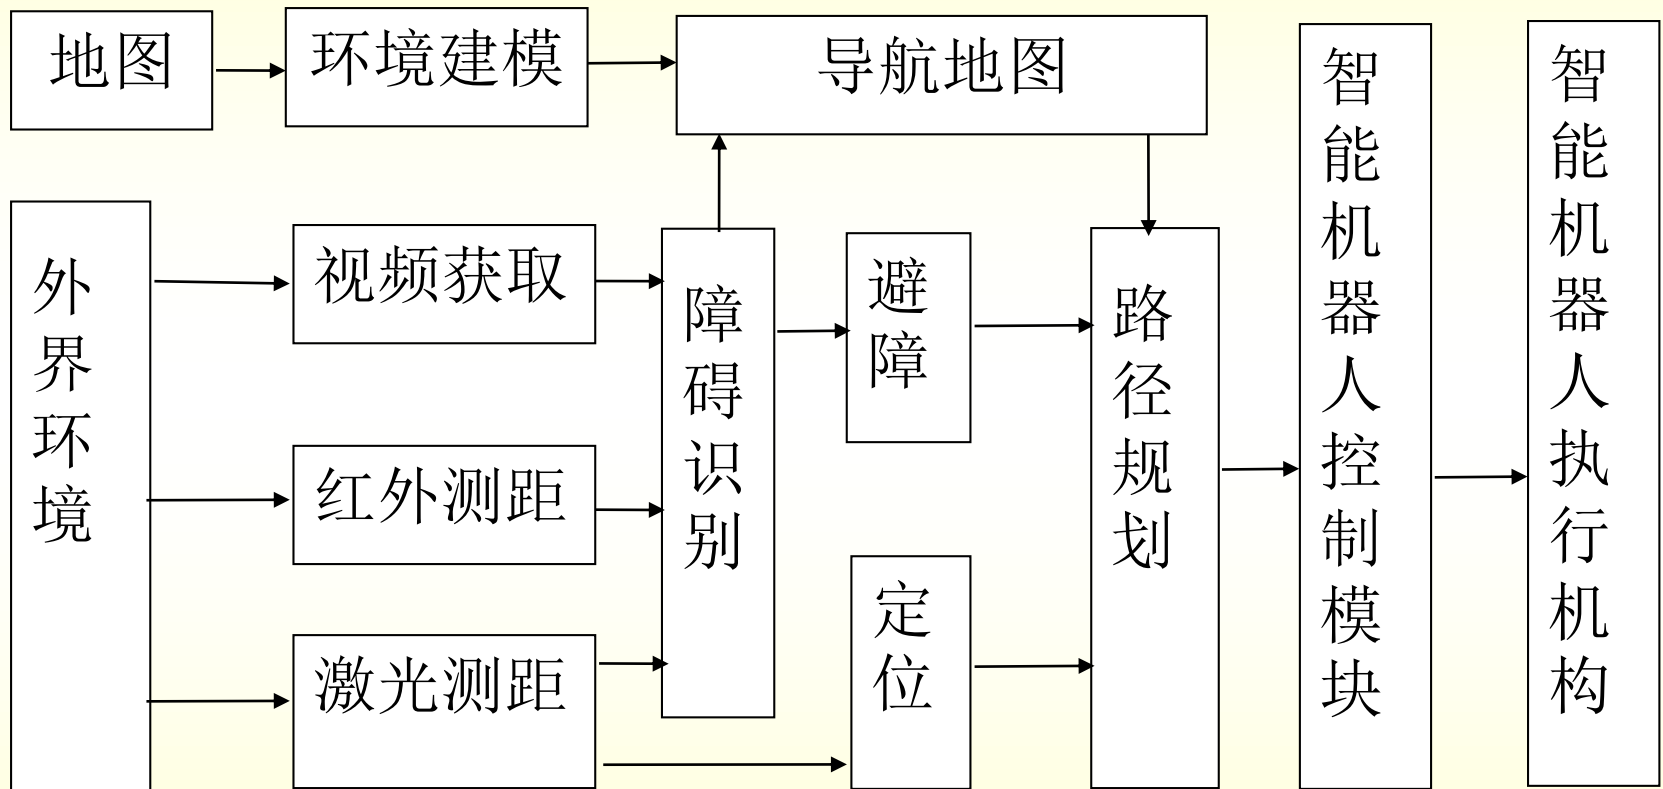 地图
环境建模
导航地图
外界环境
视频获取
红外测距
激光测距
障碍识别
避障
定位
路径规划
智能机器人控制模块
智能机器人执行机构